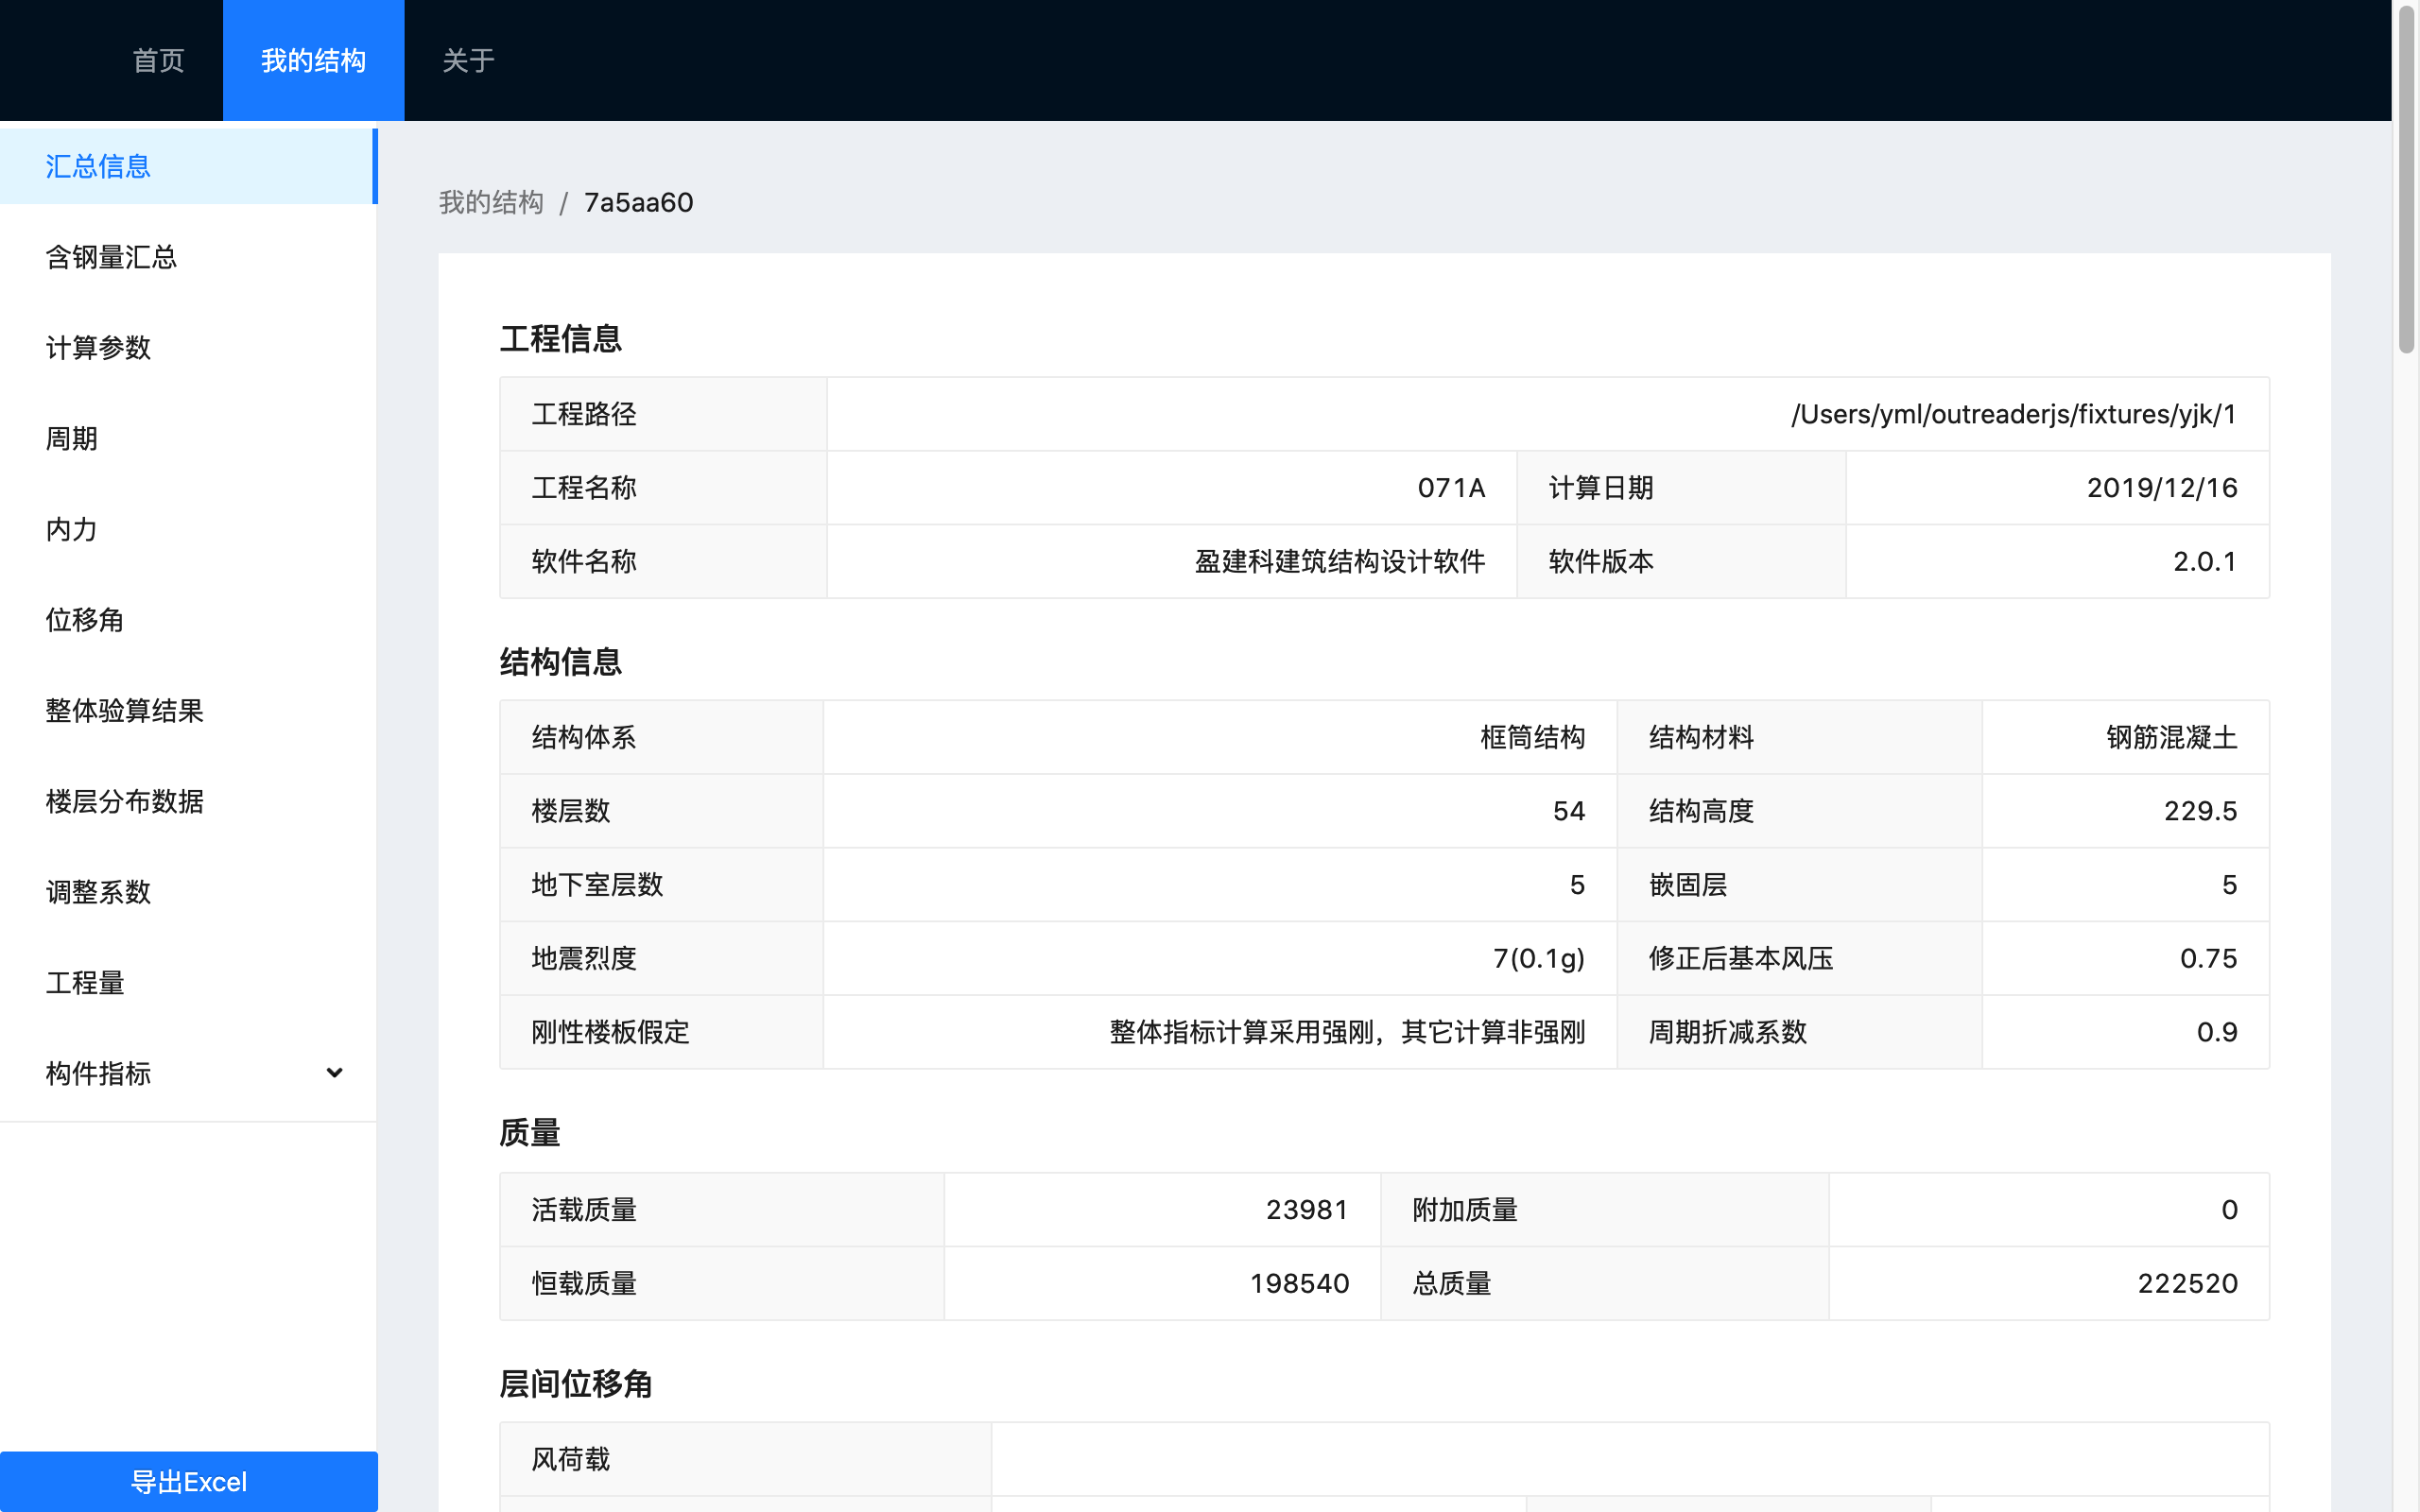 首页 我的结构 关于
汇总信息
含钢量汇总
计算参数
周期
内力
位移角
整体验算结果
楼层分布数据
调整系数
工程量
构件指标
导出Excel
我的结构 / 7a5aa60
工程信息
工程路径 /Users/yml/outreaderjs/fixtures/yjk/1
工程名称 071A 计算日期 2019/12/16
软件名称 盈建科建筑结构设计软件 软件版本 2.0.1
结构信息
结构体系 框筒结构 结构材料 钢筋混凝土
楼层数 54 结构高度 229.5
地下室层数 5 嵌固层 5
地震烈度 7(0.1g) 修正后基本风压 0.75
刚性楼板假定 整体指标计算采用强刚，其它计算非强刚 周期折减系数 0.9
质量
活载质量 23981 附加质量 0
恒载质量 198540 总质量 222520
层间位移角
风荷载